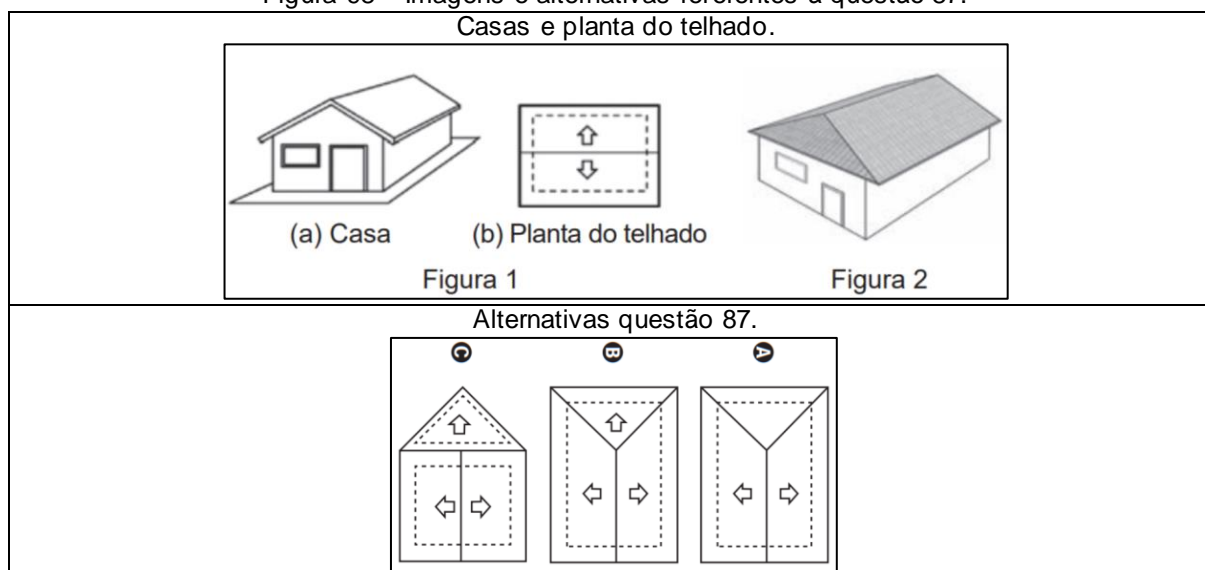 Figura 63 – Imagens e alternativas referentes à questão 87.
Casas e planta do telhado.
(a) Casa
(b) Planta do telhado
Figura 1
Figura 2
Alternativas questão 87.
C
B
A